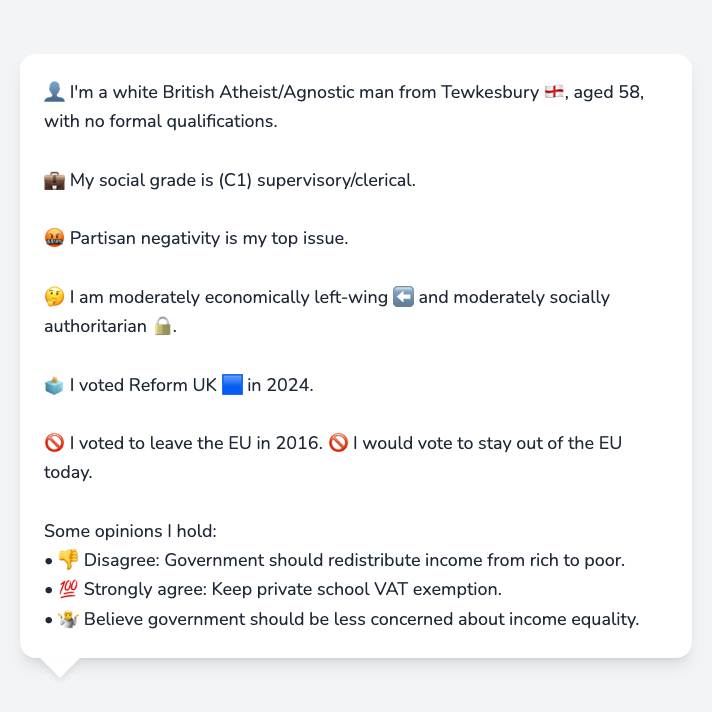 👤 I'm a white British Atheist/Agnostic man from Tewkesbury 🏴󠁧󠁢󠁥󠁮󠁧󠁿, aged 58,
with no formal qualifications.
💼 My social grade is (C1) supervisory/clerical.
🤬 Partisan negativity is my top issue.
🤔 I am moderately economically left-wing ⬅️ and moderately socially
authoritarian 🔒.
🗳️ I voted Reform UK 🟦 in 2024.
🚫 I voted to leave the EU in 2016. 🚫 I would vote to stay out of the EU
today.
Some opinions I hold:
• 👎 Disagree: Government should redistribute income from rich to poor.
• 💯 Strongly agree: Keep private school VAT exemption.
• 🤷 Believe government should be less concerned about income equality.